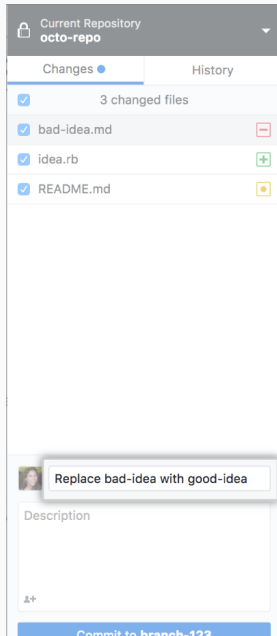 Current Repository
octo-repo
Changes
History
3 changed files
bad-idea.md
idea.rb
README.md
Replace bad-idea with good-idea
Description
Commit to branch-123